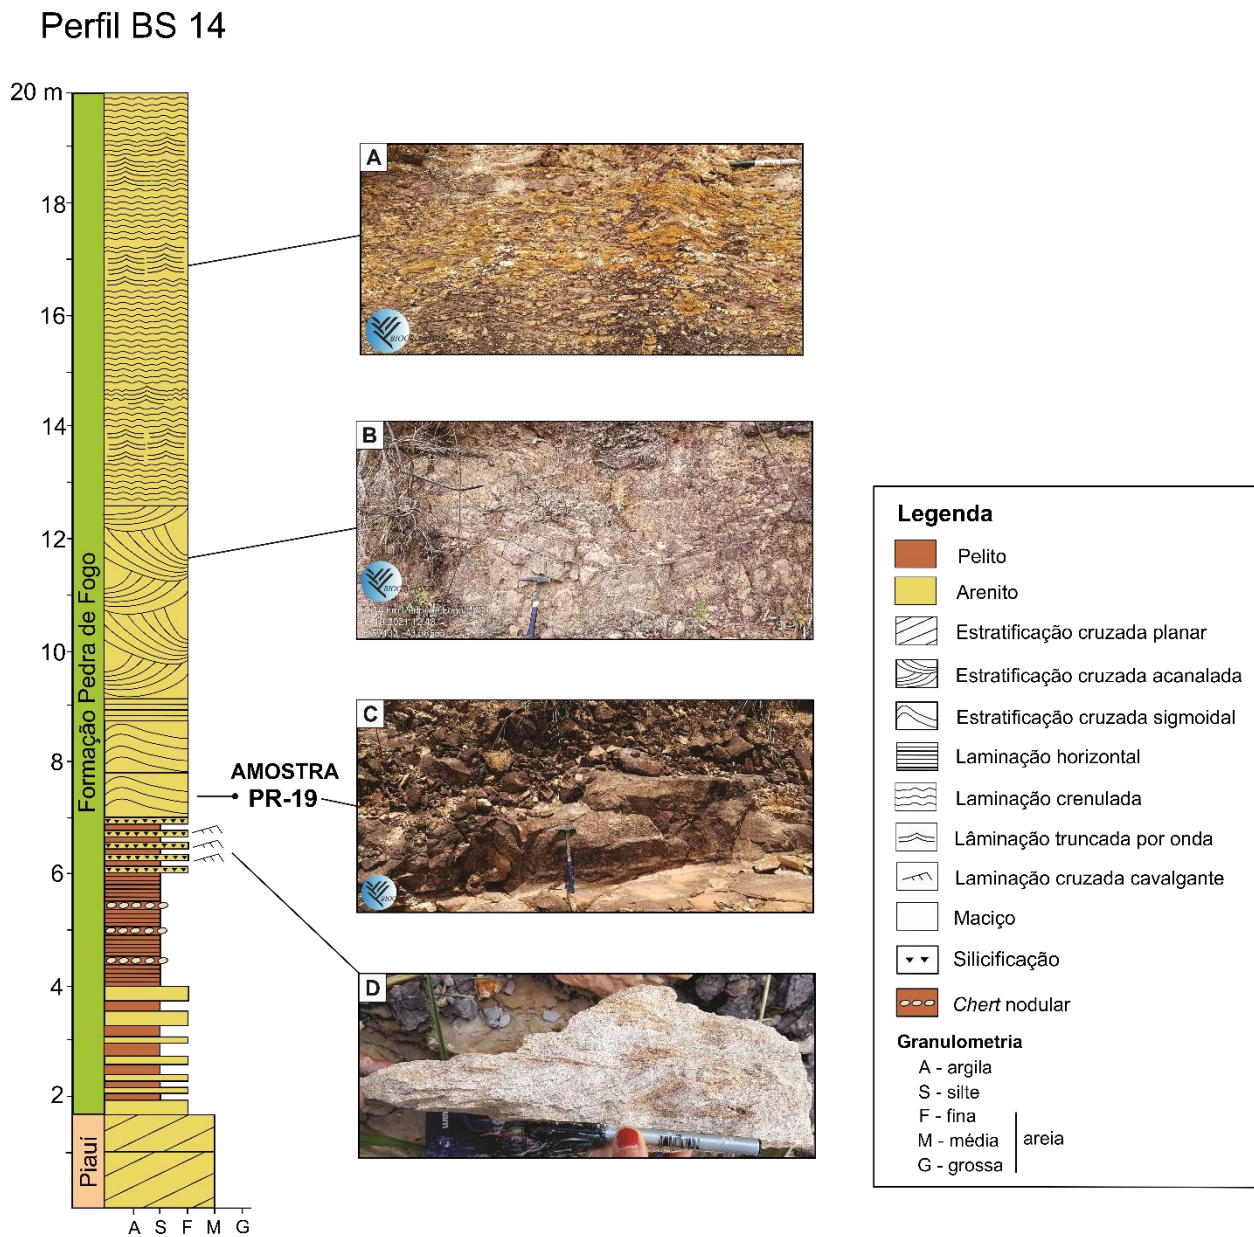 Perfil BS 14
20 m
18
16
14
12
10
8
6
4
2
Formação Pedra de Fogo
Piauí
A S F M G
A
BIOG
B
BIOG
C
AMOSTRA
PR-19
D
Legenda
Pelito
Arenito
Estratificação cruzada planar
Estratificação cruzada acanalada
Estratificação cruzada sigmoidal
Laminação horizontal
Laminação crenulada
Lâminação truncada por onda
Laminação cruzada cavalgante
Maciço
Silicificação
Chert nodular
Granulometria
A - argila
S - silte
F - fina
M - média
G - grossa
areia